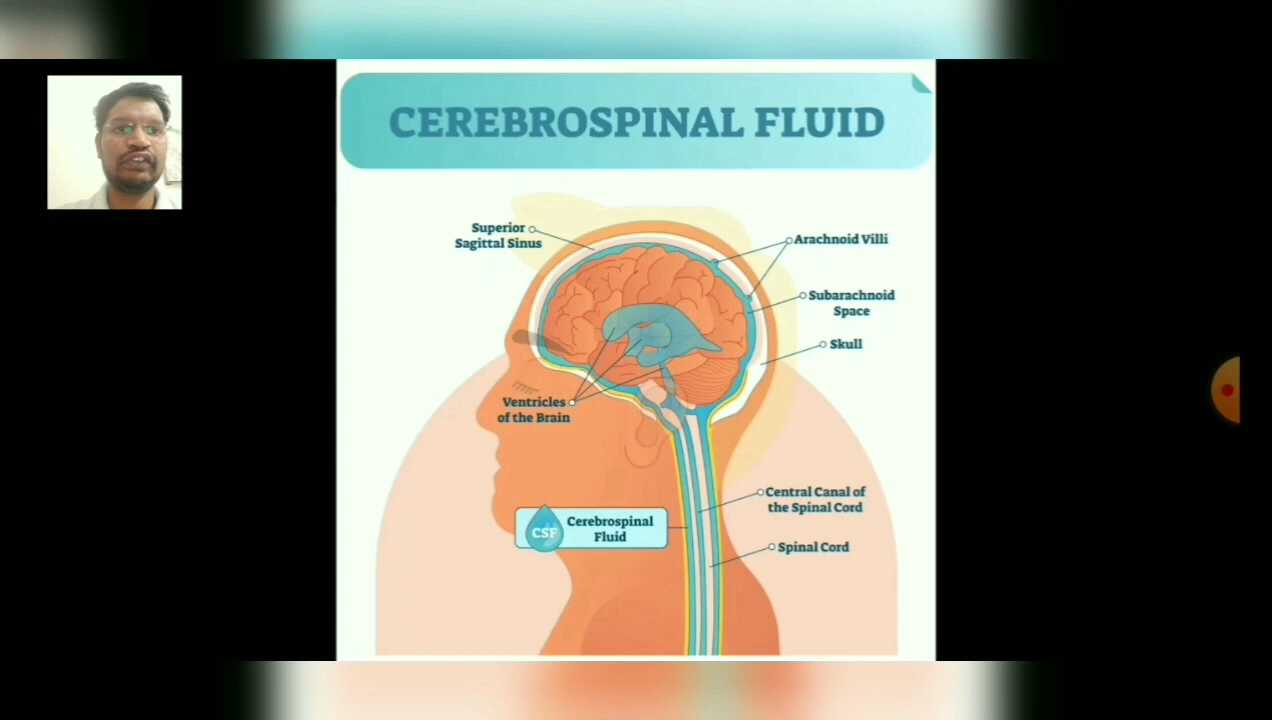 CEREBROSPINAL FLUID
Superior
Sagittal Sinus
Arachnoid Villi
Subarachnoid
Space
Skull
Ventricles
of the Brain
Central Canal of
the Spinal Cord
CSF
Cerebrospinal
Fluid
Spinal Cord